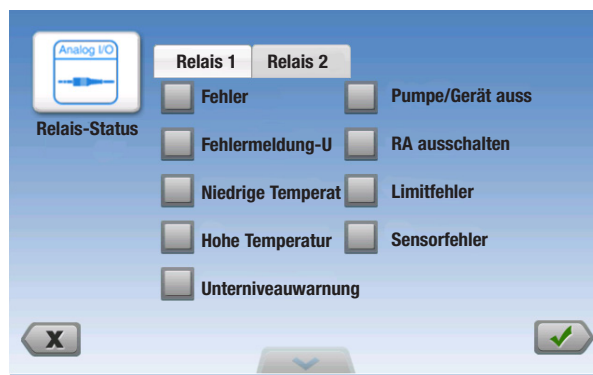 Analog I/O
Relais-Status
Relais 1 Relais 2
Fehler
Pumpe/Gerät auss
Fehlermeldung-U
RA ausschalten
Niedrige Temperat
Limitfehler
Hohe Temperatur
Sensorfehler
Unterniveauwarnung
X